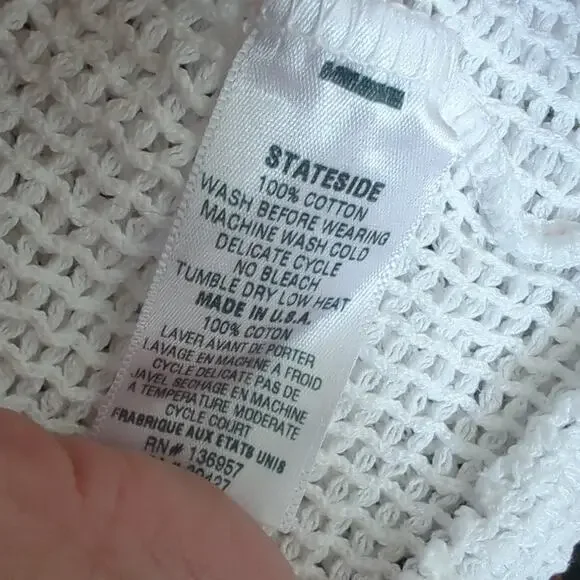 STATESIDE
100% COTTON
WASH BEFORE WEARING
MACHINE WASH COLD
DELICATE CYCLE
NO BLEACH
TUMBLE DRY LOW HEAT
MADE IN U.S.A.
100% COTON
LAVER AVANT DE PORTER
LAVAGE EN MACHINE A FROID
CYCLE DELICATE PAS DE
JAVEL SECHAGE EN MACHINE
A TEMPERATURE MODERATE
CYCLE COURT
FRABRIQUE AUX ETATS UNIS
RN# 136957